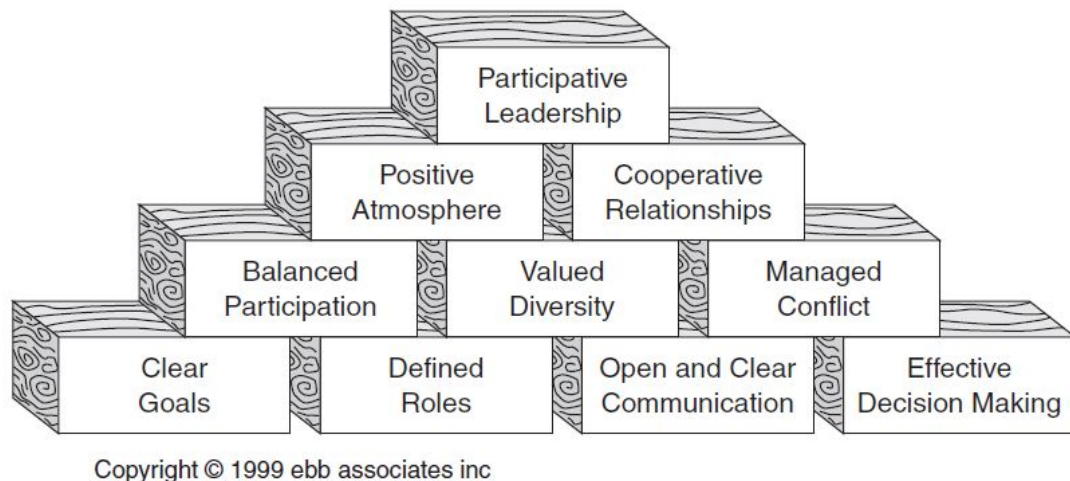 Participative
Leadership
Positive
Atmosphere
Cooperative
Relationships
Balanced
Participation
Valued
Diversity
Managed
Conflict
Clear
Goals
Defined
Roles
Open and Clear
Communication
Effective
Decision Making
Copyright © 1999 ebb associates inc